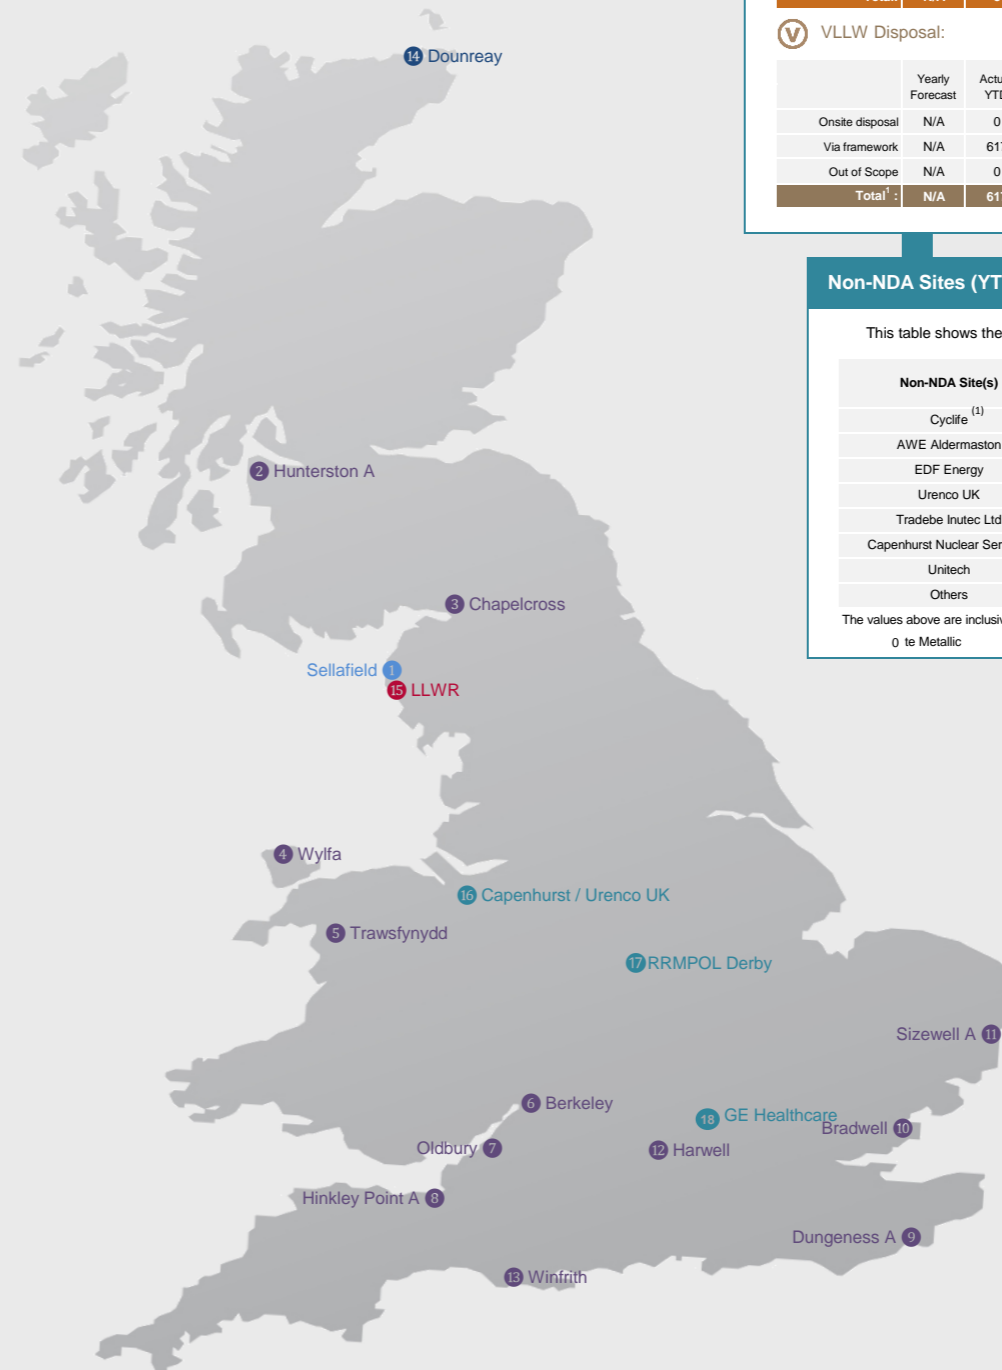 14 Dounreay
V VLLW Disposal:
Yearly
Forecast
Onsite disposal N/A 0
Via framework N/A
Out of Scope N/A 0
Total1 : N/A
Non-NDA Sites
This table shows the
Non-NDA Site(s)
Cyclife (1)
AWE Aldermaston
EDF Energy
Urenco UK
Tradebe Inutec Ltd
Capenhurst Nuclear
Unitech
Others
The values above are
0 te Metallic
2 Hunterston A
3 Chapelcross
Sellafield 1
15 LLWR
4 Wylfa
16 Capenhurst / Urenco UK
5 Trawsfynydd
17 RRMPOL Derby
Sizewell A 11
6 Berkeley
18 GE Healthcare
Bradwell 10
Oldbury 7
12 Harwell
Hinkley Point A 8
Dungeness A 9
13 Winfrith